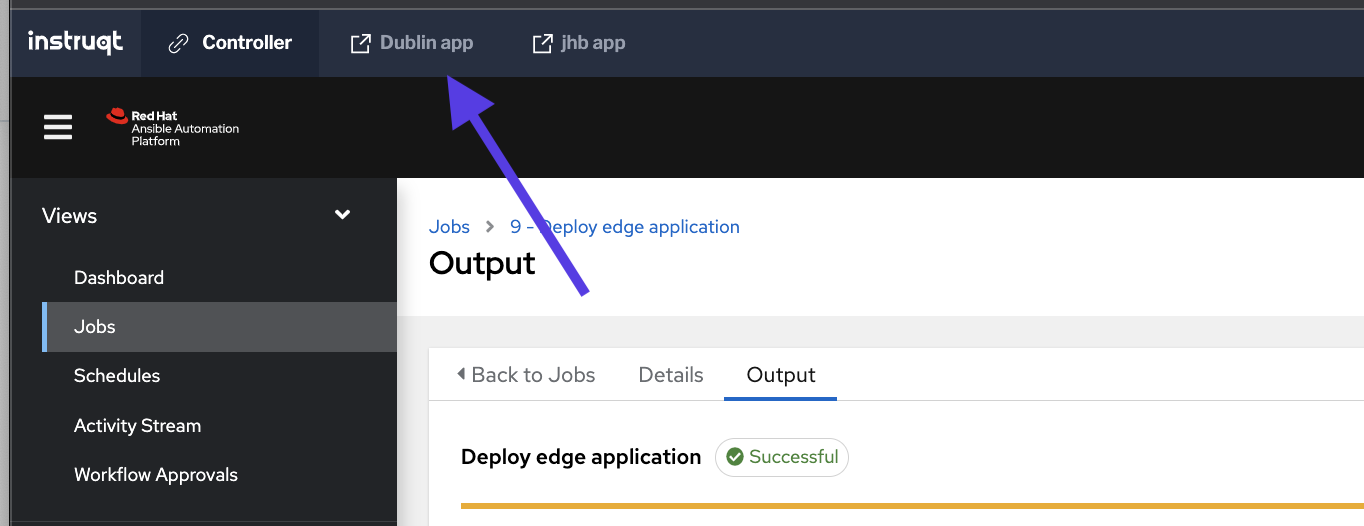 instruqt
Controller
Dublin app
jhb app
Red Hat
Ansible Automation
Platform
Views
Dashboard
Jobs
Schedules
Activity Stream
Workflow Approvals
Jobs > 9 - Deploy edge application
Output
Back to Jobs
Details
Output
Deploy edge application
Successful